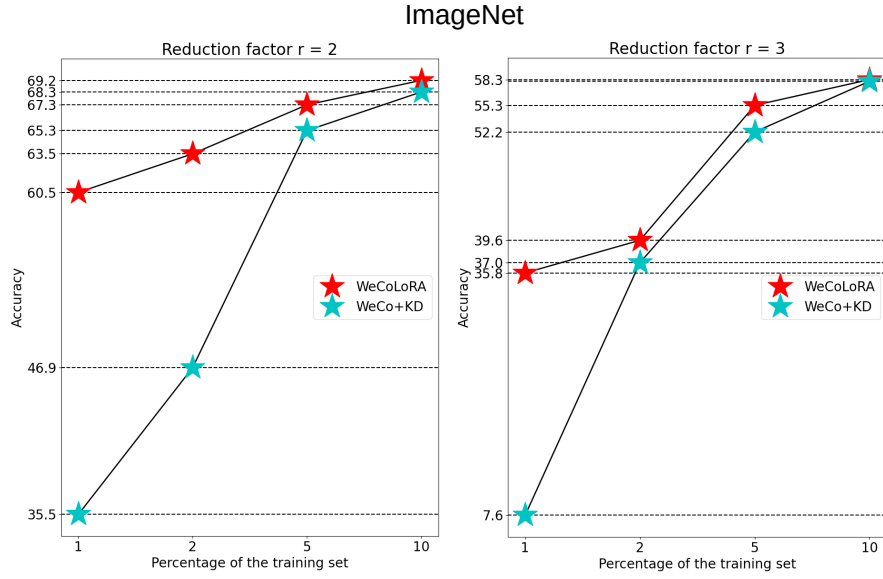 ImageNet
Reduction factor r = 2
69.2
68.3
67.3
65.3
63.5
60.5
46.9
35.5
Accuracy
WeCoLoRA
WeCo+KD
1 2 5 10
Percentage of the training set
Reduction factor r = 3
58.3
55.3
52.2
39.6
37.0
35.8
7.6
Accuracy
WeCoLoRA
WeCo+KD
1 2 5 10
Percentage of the training set